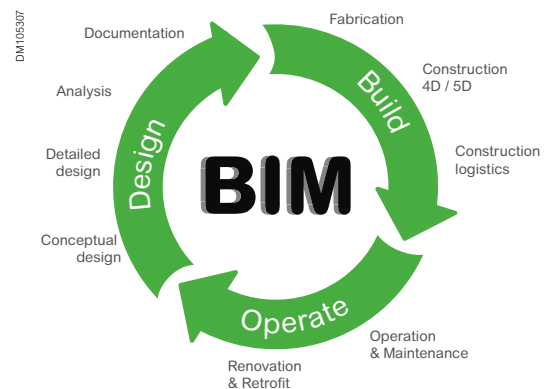 DM105307
Documentation
Analysis
Detailed
design
Conceptual
design
Design
BIM
Fabrication
Build
Construction
4D / 5D
Construction
logistics
Operate
Operation
& Maintenance
Renovation
& Retrofit